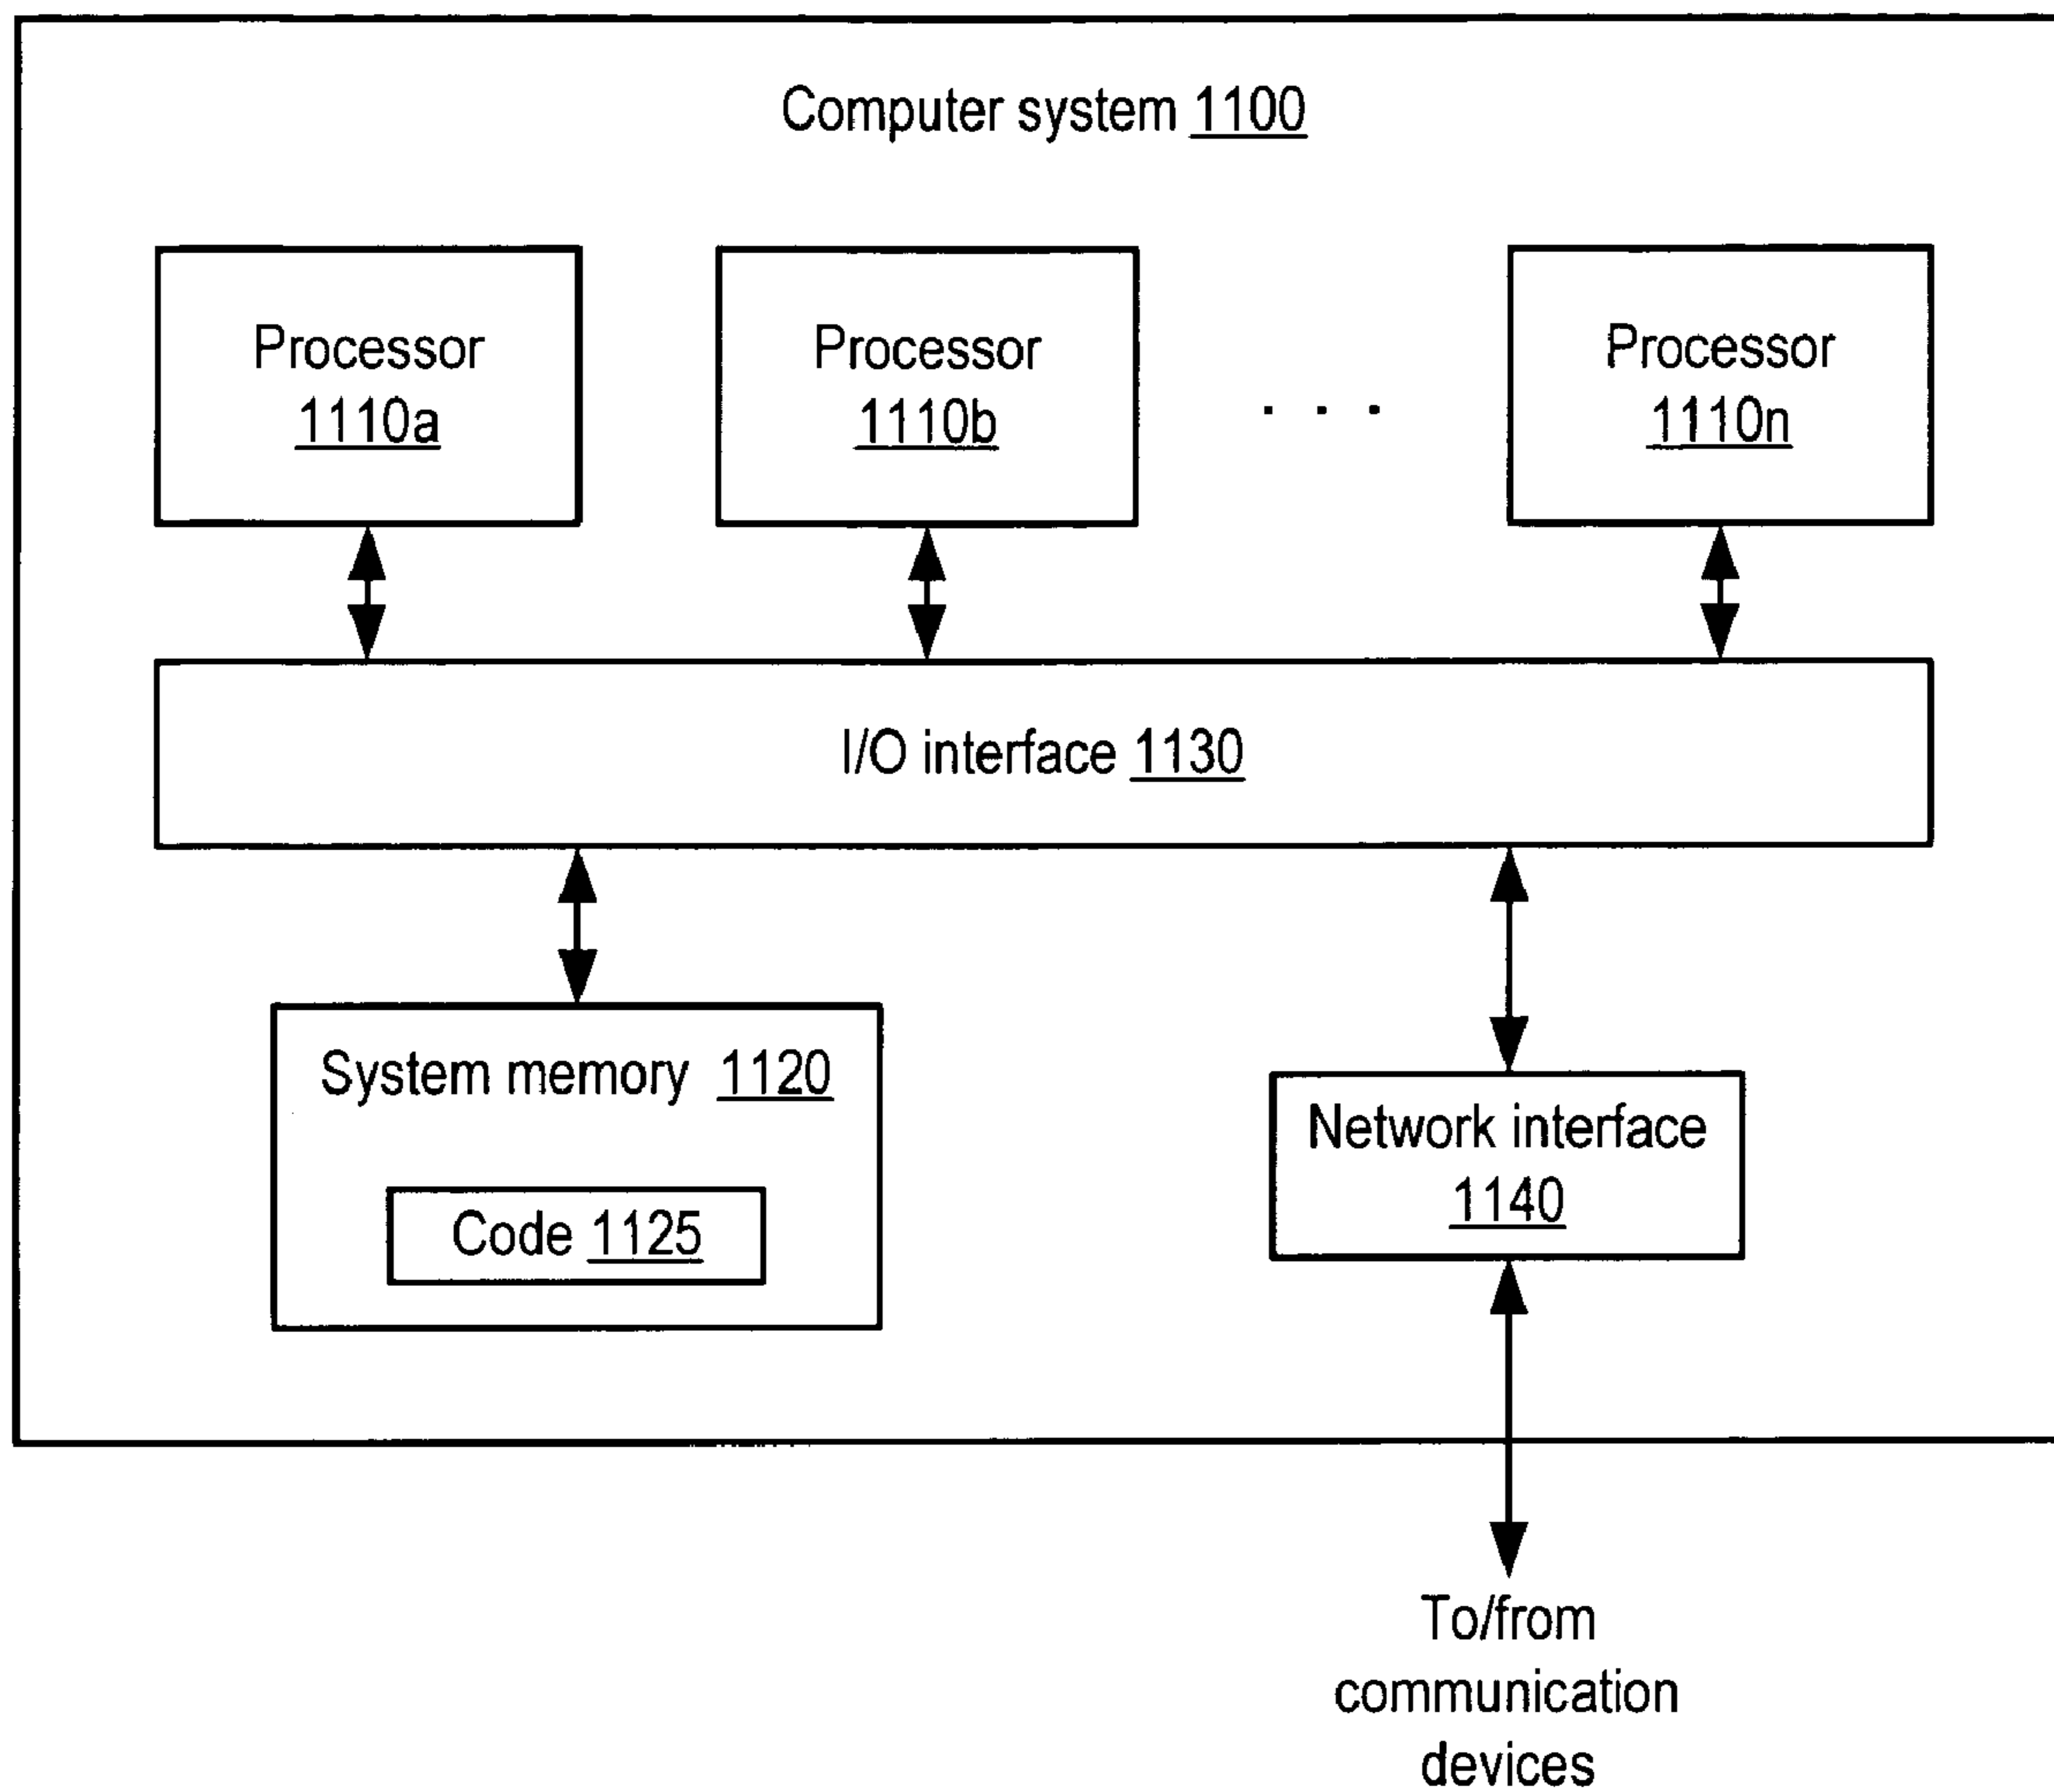 Computer system 1100
Processor
1110a
Processor
1110b
. . .
Processor
1110n
I/O interface 1130
System memory 1120
Code 1125
Network interface
1140
To/from
communication
devices